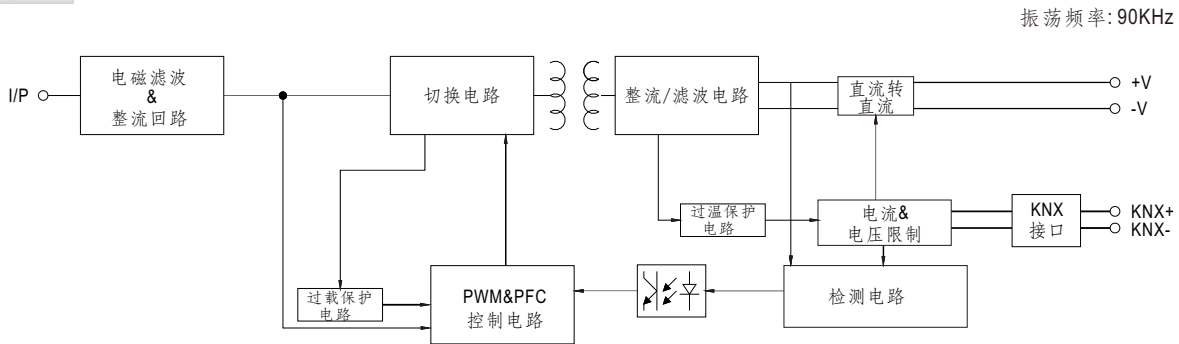 振荡频率: 90KHz
I/P
电磁滤波
&
整流回路
切换电路
整流/滤波电路
直流转
直流
+V
-V
过温保护
电路
电流&
电压限制
KNX
接口
KNX+
KNX-
过载保护
电路
PWM&PFC
控制电路
检测电路